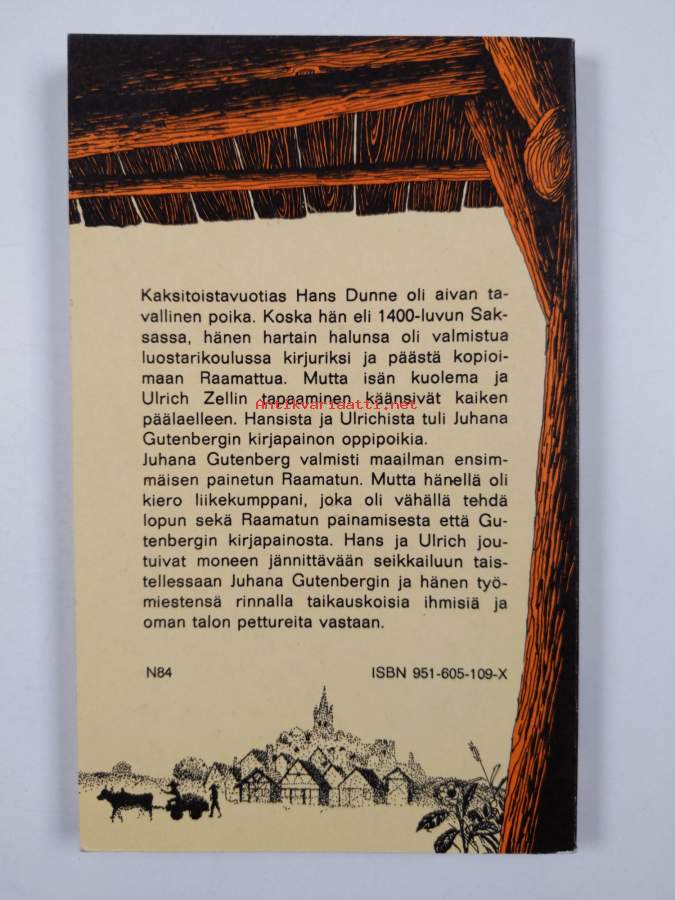 Kaksitoistavuotias Hans Dunne oli aivan ta-
vallinen poika. Koska hän eli 1400-luvun Sak-
sassa, hänen hartain halunsa oli valmistua
luostarikoulussa kirjuriksi ja päästä kopioi-
maan Raamattua. Mutta isän kuolema ja
Ulrich Zellin tapaaminen käänsivät kaiken
Antikvariaatti.net
päälaelleen. Hansista ja Ulrichista tuli Juhana
Gutenbergin kirjapainon oppipoikia.
Juhana Gutenberg valmisti maailman ensim-
mäisen painetun Raamatun. Mutta hänellä oli
kiero liikekumppani, joka oli vähällä tehdä
lopun sekä Raamatun painamisesta että Gu-
tenbergin kirjapainosta. Hans ja Ulrich jou-
tuivat moneen jännittävään seikkailuun tais-
tellessaan Juhana Gutenbergin ja hänen työ-
miestensä rinnalla taikauskoisia ihmisiä ja
oman talon pettureita vastaan.
N84 ISBN 951-605-109-X